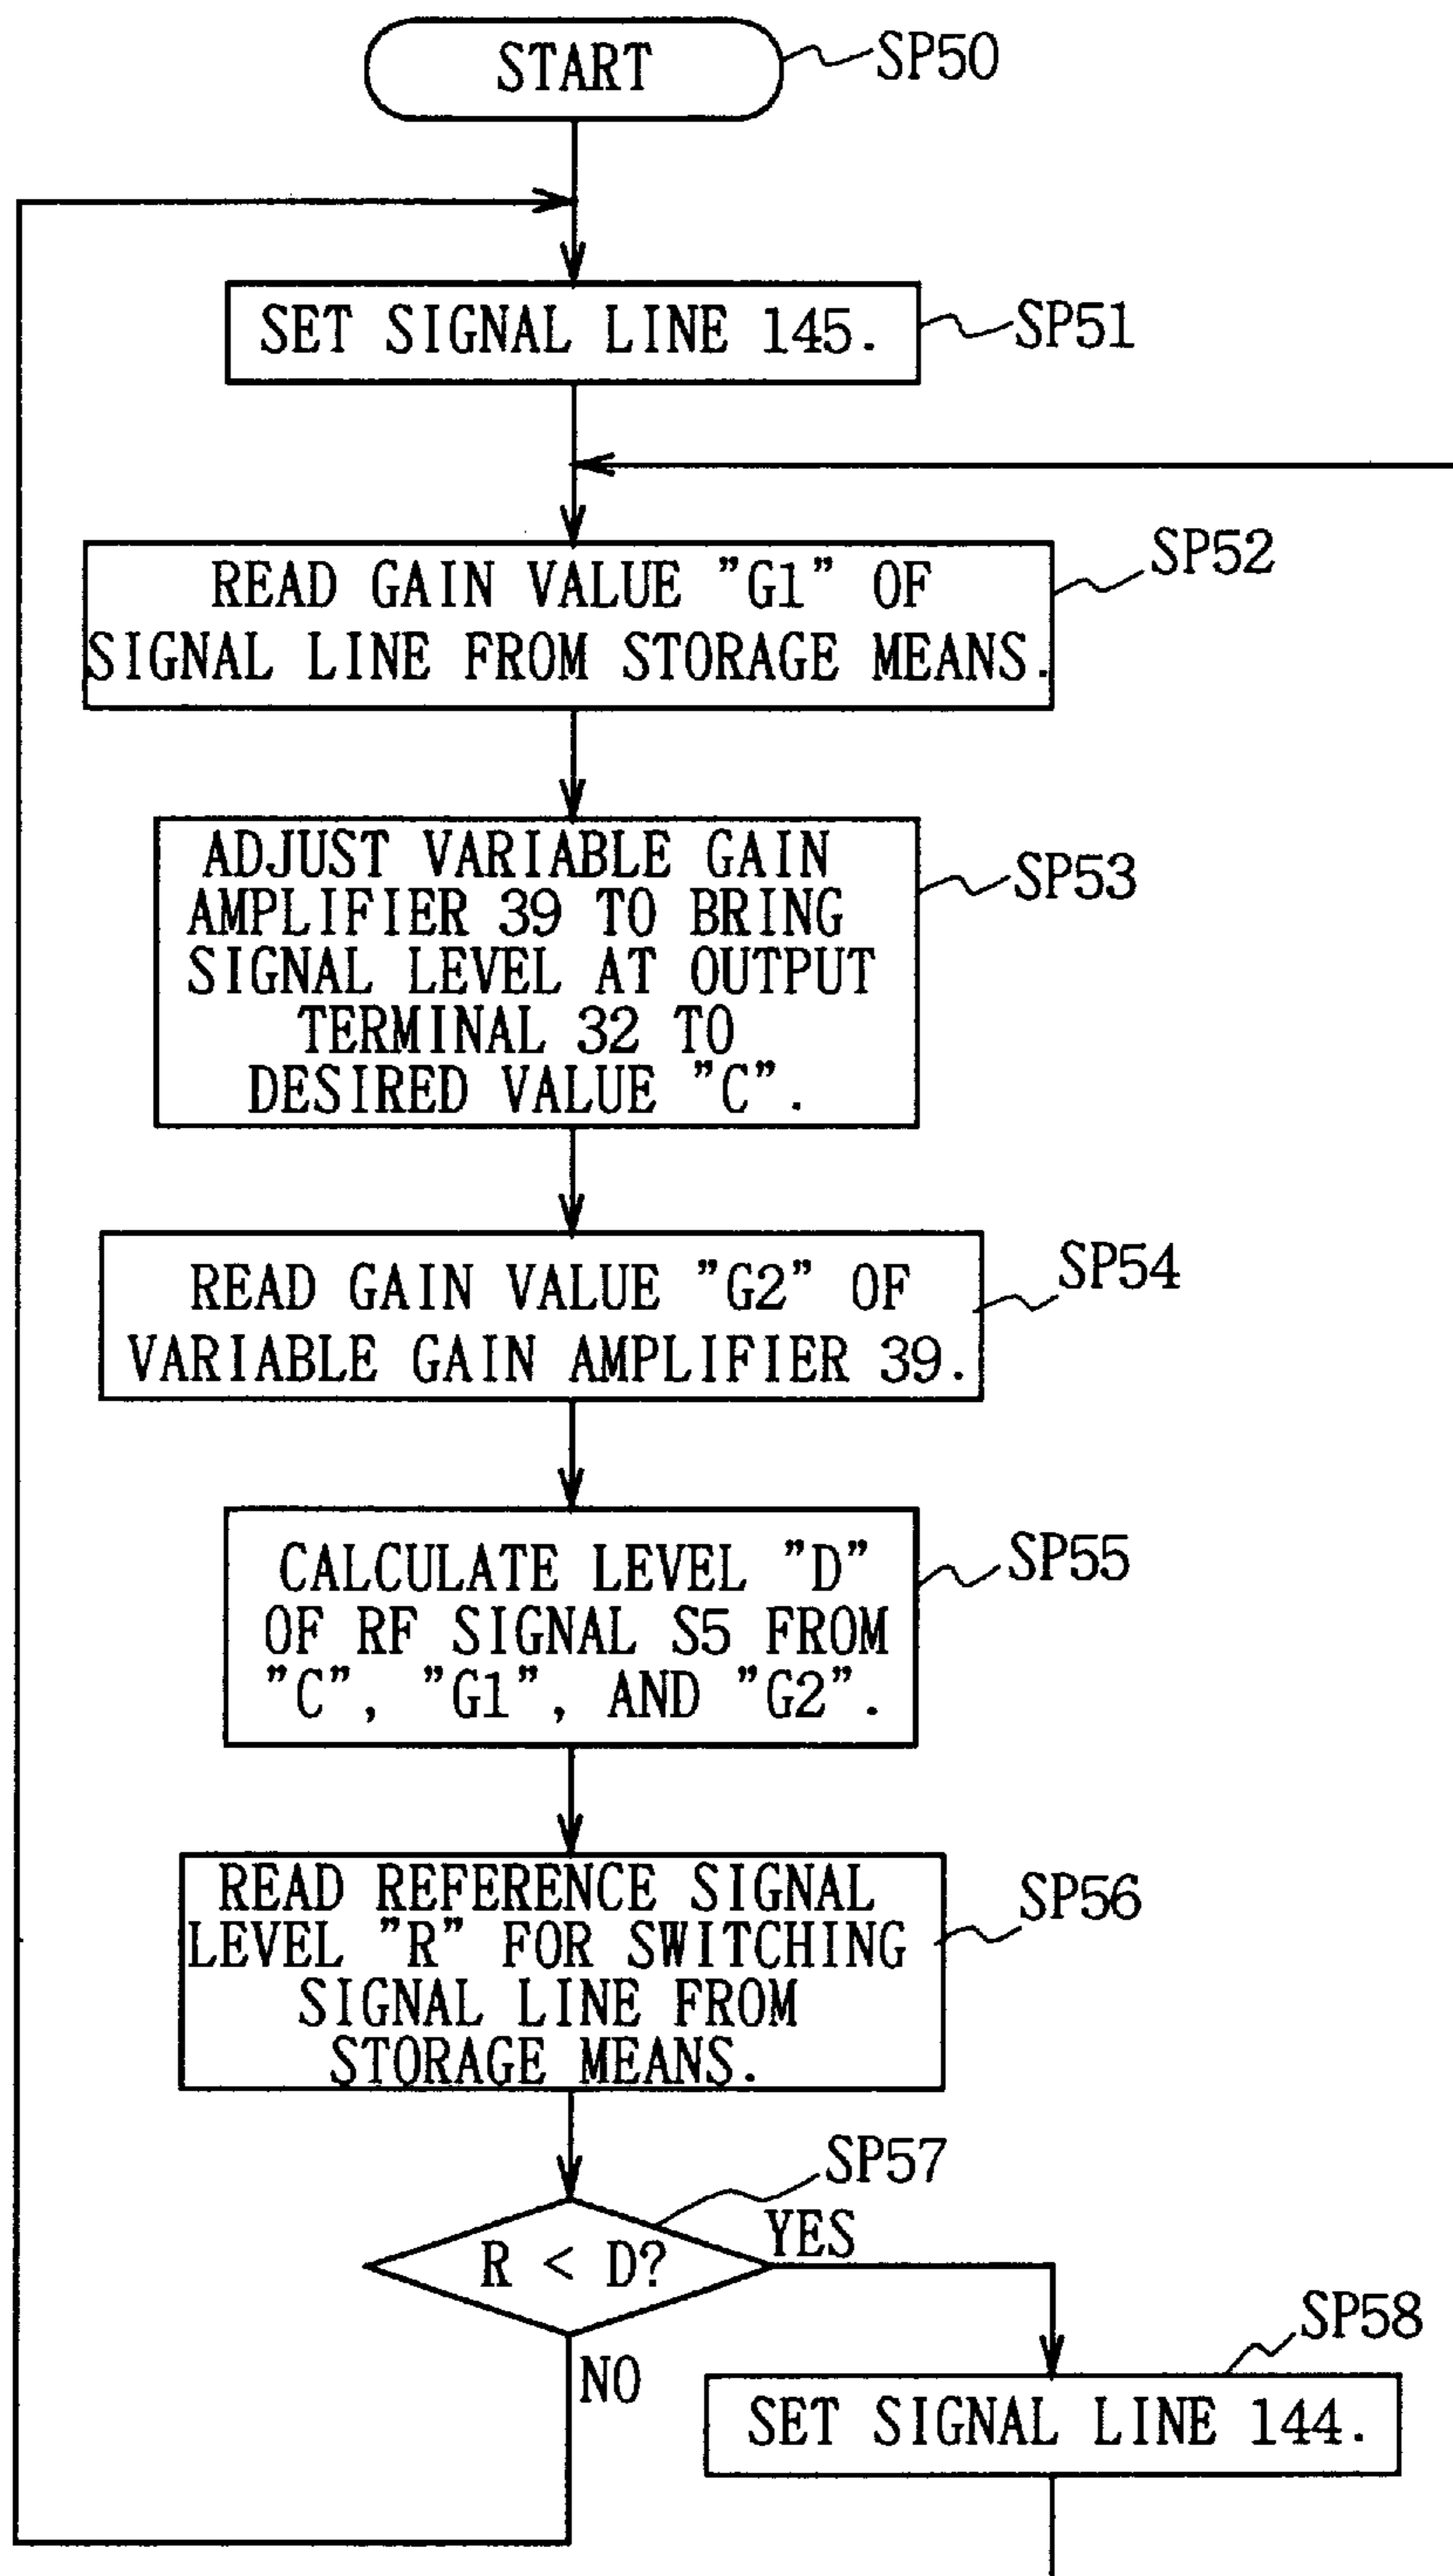 START
SP50
SET SIGNAL LINE 145.
SP51
READ GAIN VALUE "G1" OF
SIGNAL LINE FROM STORAGE MEANS.
SP52
ADJUST VARIABLE GAIN
AMPLIFIER 39 TO BRING
SIGNAL LEVEL AT OUTPUT
TERMINAL 32 TO
DESIRED VALUE "C".
SP53
READ GAIN VALUE "G2" OF
VARIABLE GAIN AMPLIFIER 39.
SP54
CALCULATE LEVEL "D"
OF RF SIGNAL S5 FROM
"C", "G1", AND "G2".
SP55
READ REFERENCE SIGNAL
LEVEL "R" FOR SWITCHING
SIGNAL LINE FROM
STORAGE MEANS.
SP56
SP57
R < D?
YES
NO
SP58
SET SIGNAL LINE 144.